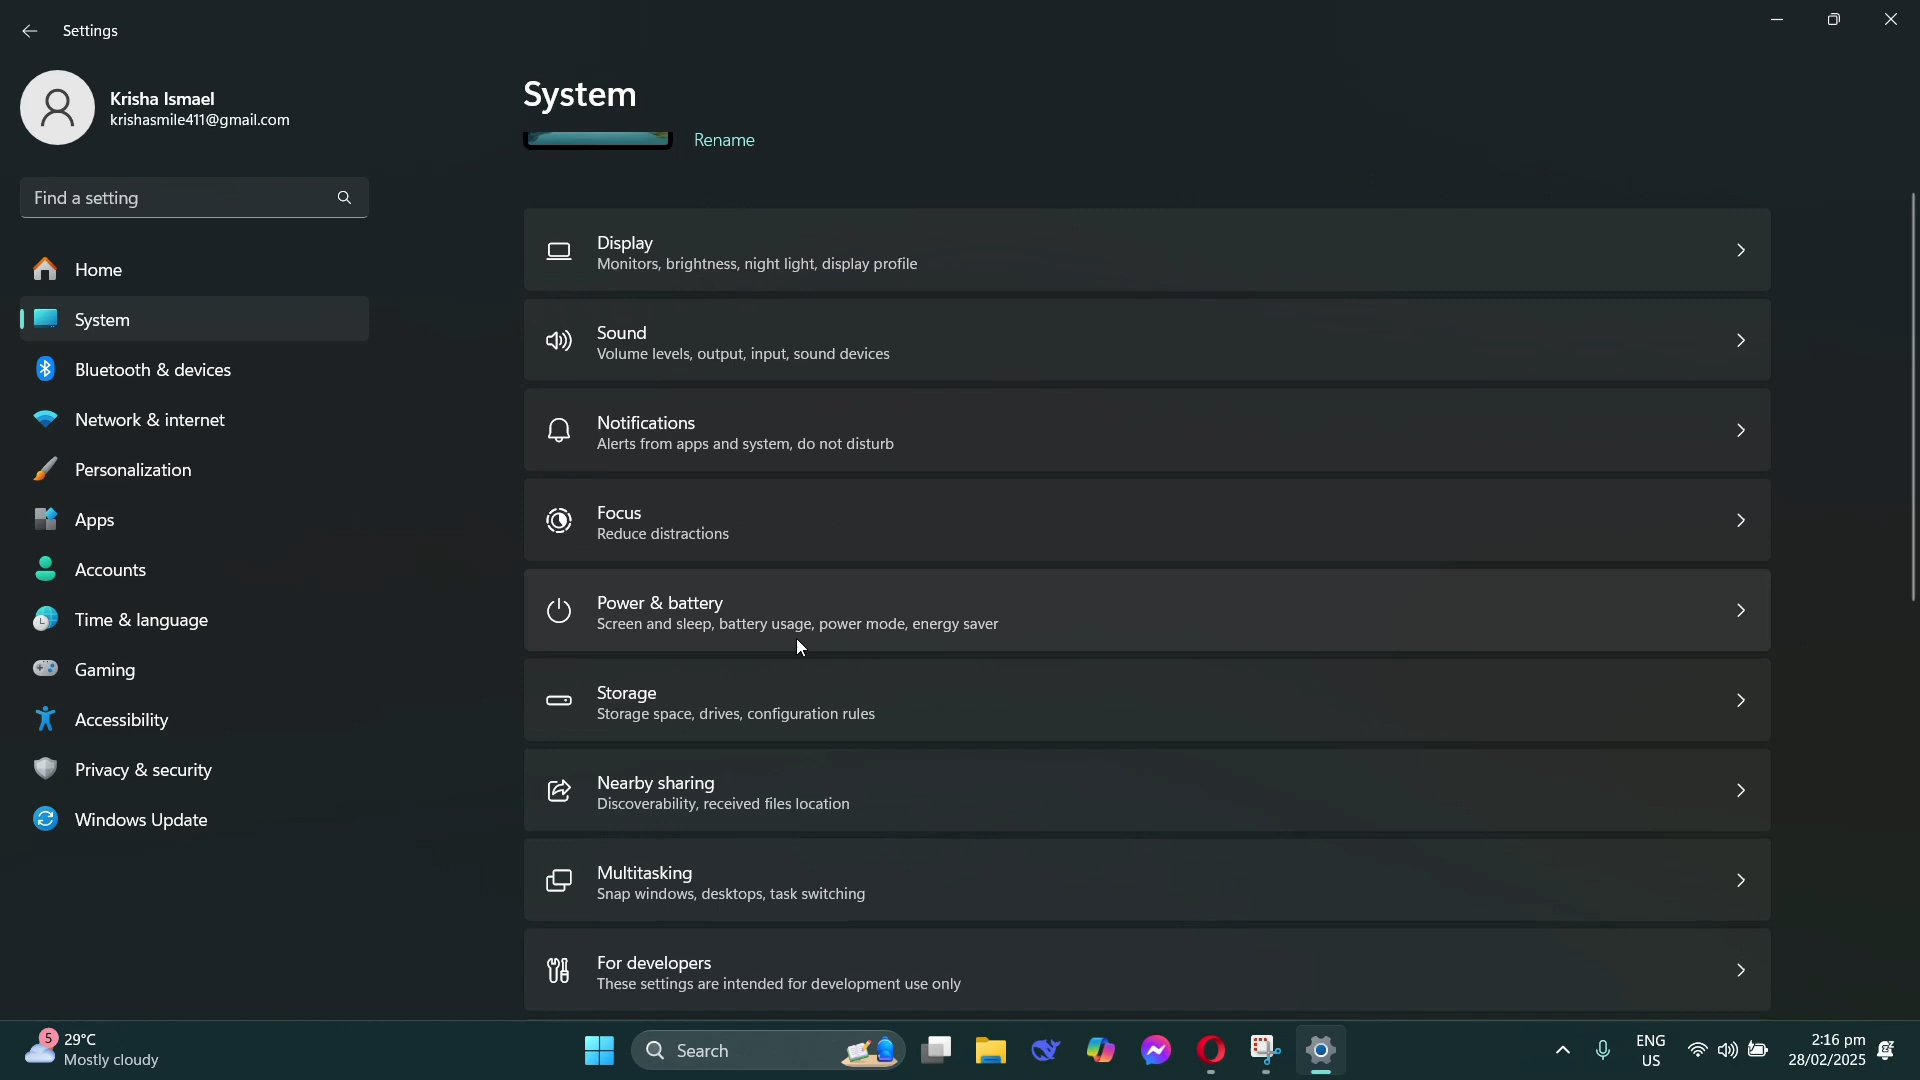 Settings
Krisha Ismael
krishasmile411@gmail.com
Find a setting
Home
System
Bluetooth & devices
Network & internet
Personalization
Apps
Accounts
Time & language
Gaming
Accessibility
Privacy & security
Windows Update
System
Rename
Display
Monitors, brightness, night light, display profile
Sound
Volume levels, output, input, sound devices
Notifications
Alerts from apps and system, do not disturb
Focus
Reduce distractions
Power & battery
Screen and sleep, battery usage, power mode, energy saver
Storage
Storage space, drives, configuration rules
Nearby sharing
Discoverability, received files location
Multitasking
Snap windows, desktops, task switching
For developers
These settings are intended for development use only
5
29°C
Mostly cloudy
Search
ENG
US
2:16 pm
28/02/2025